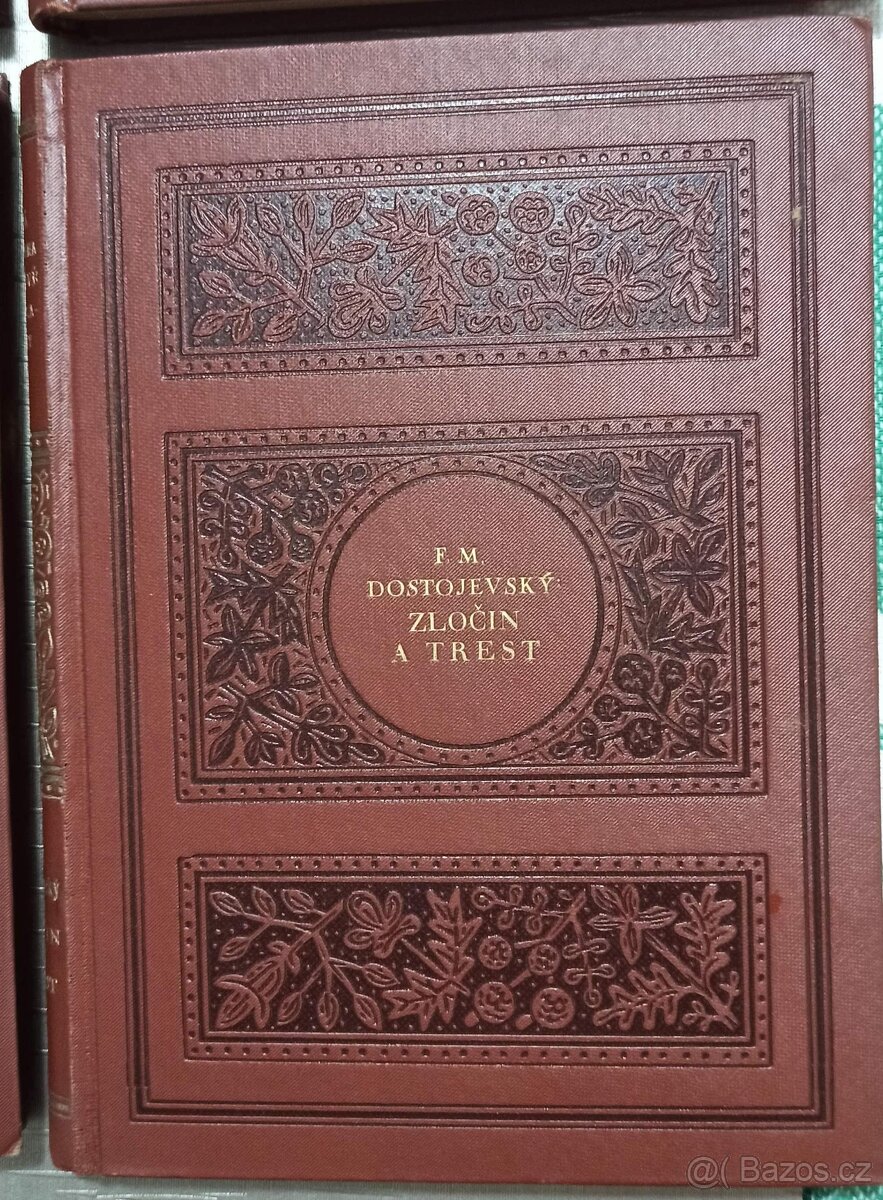 F. M.
DOSTOJEVSKÝ:
ZLOČIN
A TREST
@( Bazos.cz